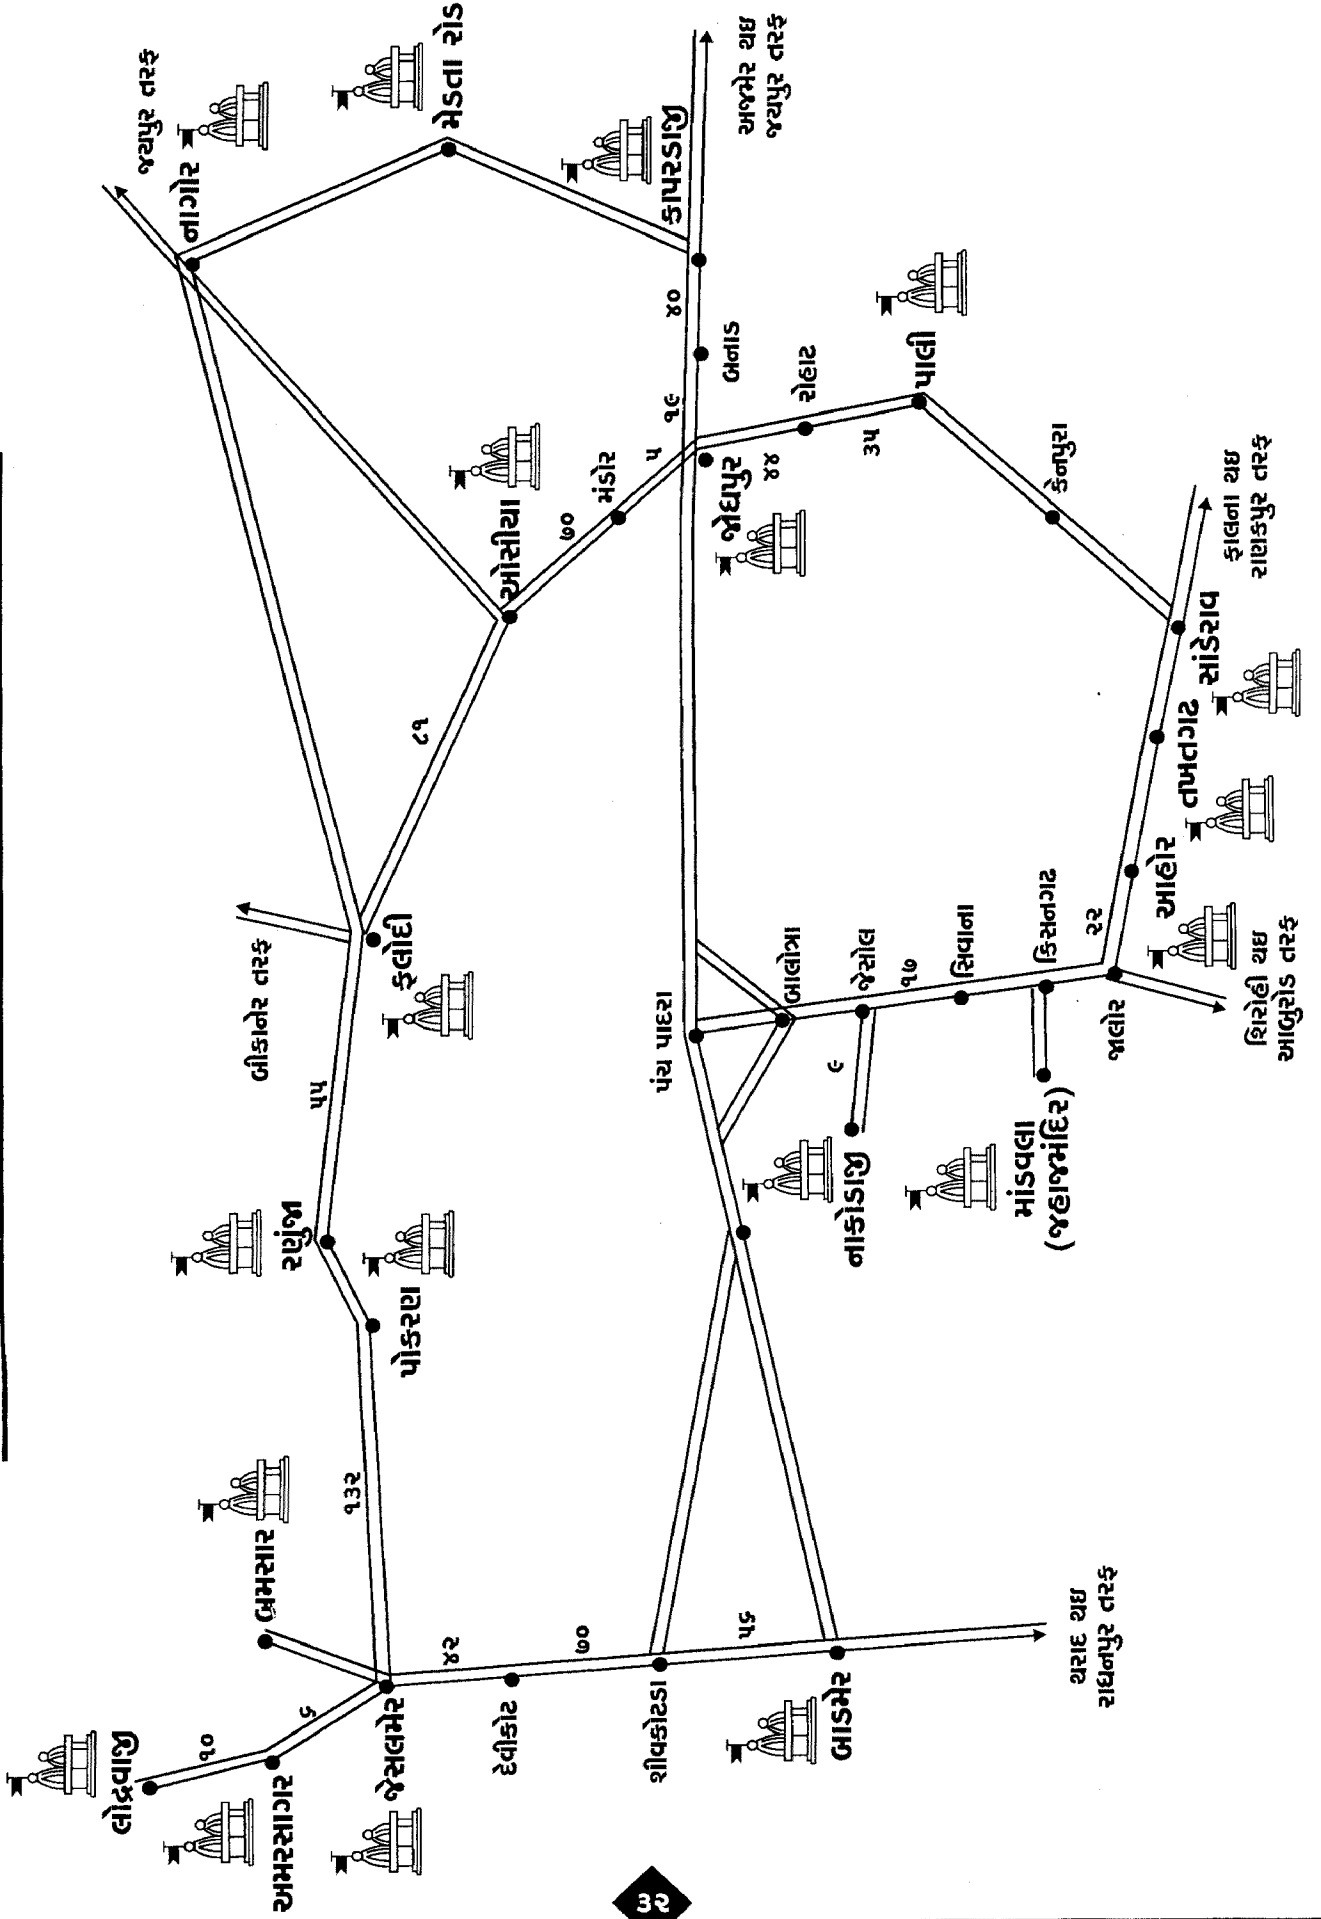 જયપુર તરફ
નાગોર
મેડતા રોડ
કાપરડાજી
અજમેર થઇ
જયપુર તરફ
૪૦
બનાડ
૧૯
પાલી
રોહટ
૩૫
૪૪
જોધપુર
૫
મંડોર
૭૦
ઓસીયા
કેનપુરા
ફાલના થઇ
રાણકપુર તરફ
સાંડેરાવ
તખતગઢ
આહોર
૮૧
ફલોદી
બીકાનેર તરફ
૨૨
કિસનગઢ
સિવાના
૧૭
જેસોલ
બાલોત્રા
પંચ પાદરા
જાલોર
શિરોહી થઇ
આબુરોડ તરફ
૯
નાકોડાજી
માંડવલા
(જહાજમંદિર)
૫૫
રણુંજા
પોકરણ
૧૩૨
બ્રમસાર
લોદ્રવાજી
૧૦
અમરસાગર
૬
જેસલમેર
૪૨
દેવીકોટ
૭૦
શીવકોટડા
૫૬
બાડમેર
થરાદ થઇ
રાધનપુર તરફ
૩૨